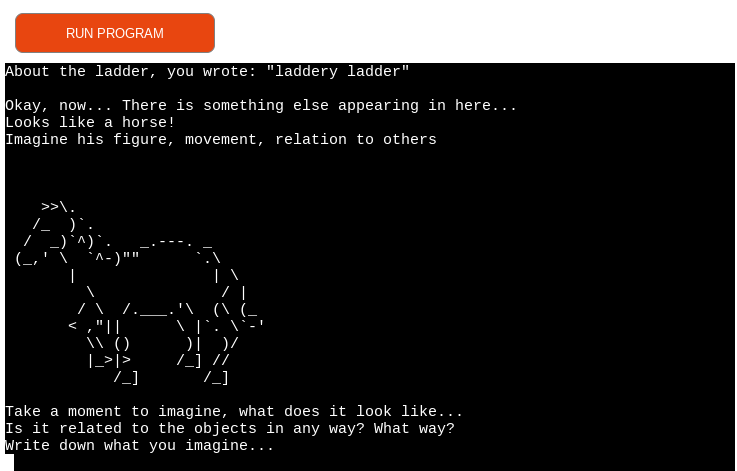 RUN PROGRAM
About the ladder, you wrote: "laddery ladder"
Okay, now... There is something else appearing in here...
Looks like a horse!
Imagine his figure, movement, relation to others
    >>\.
   /_  )`.
  /  _)`^)`.   _.---. _
 (_,' \  `^-)""      `.\
       |               | \
         \              / |
        / \  /.___.'\  (\ (_
       < ,"||      \ |`. \`-'
         \\ ()      )|  )/
         |_>|>     /_] //
            /_]       /_]
Take a moment to imagine, what does it look like...
Is it related to the objects in any way? What way?
Write down what you imagine...